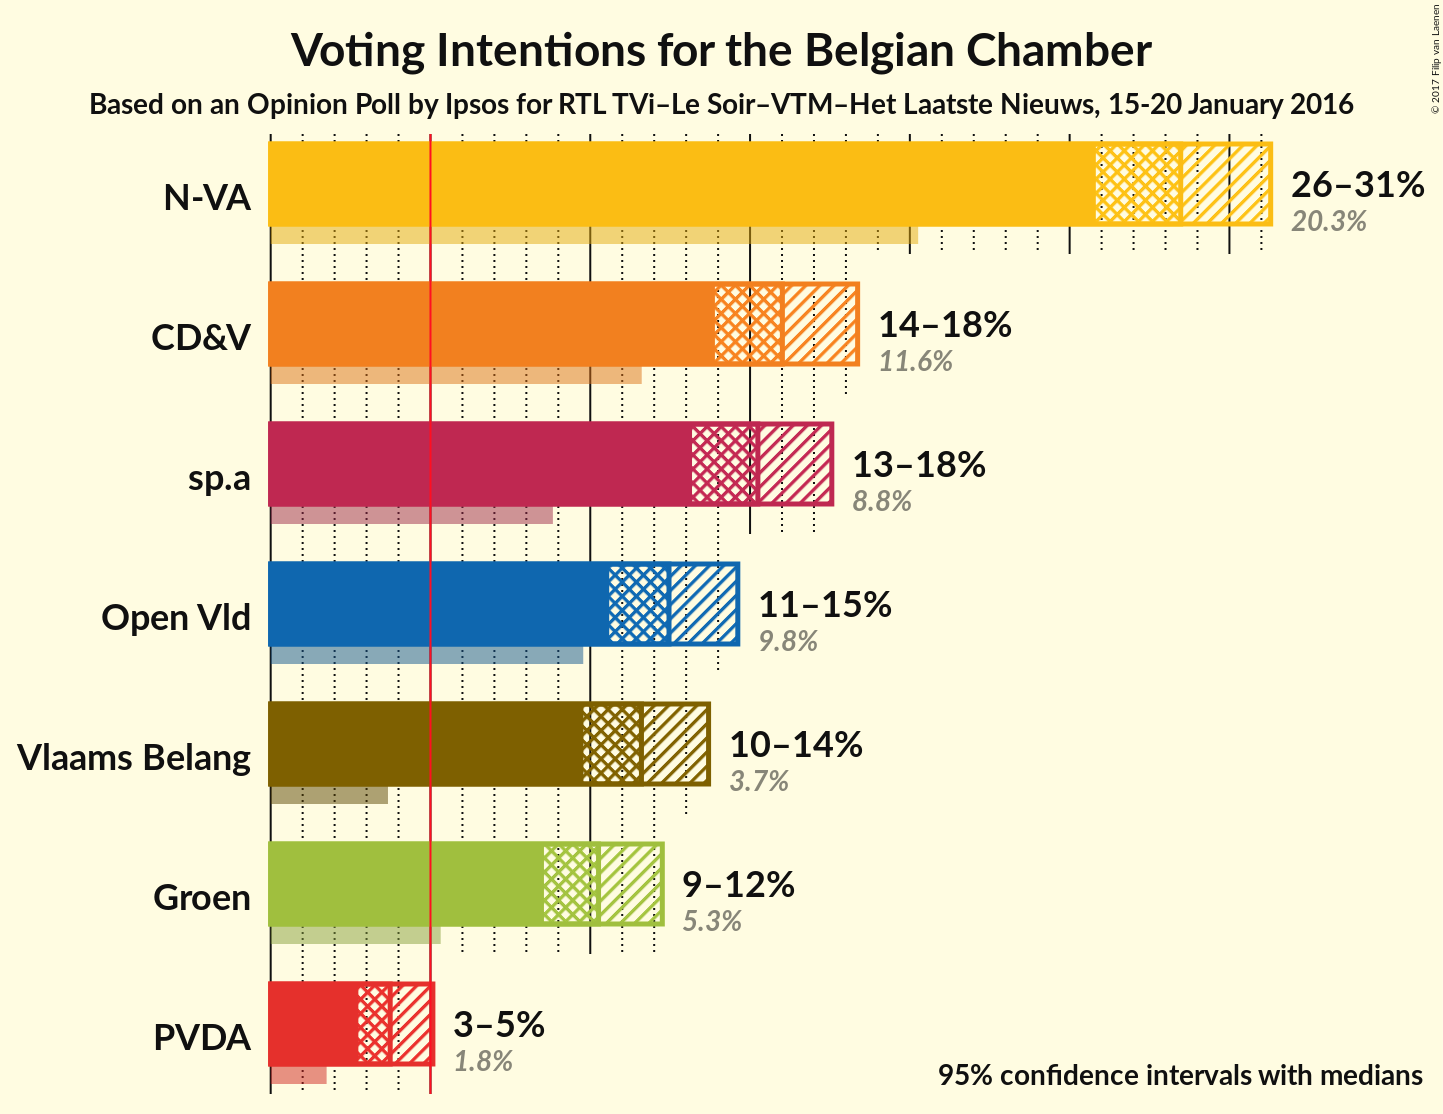 Voting Intentions for the Belgian Chamber
Based on an Opinion Poll by Ipsos for RTL TVi–Le Soir–VTM–Het Laatste Nieuws, 15-20 January 2016
© 2017 Filip van Laenen
N-VA
26–31%
20.3%
CD&V
14–18%
11.6%
sp.a
13–18%
8.8%
Open Vld
11–15%
9.8%
Vlaams Belang
10–14%
3.7%
Groen
9–12%
5.3%
PVDA
3–5%
1.8%
95% confidence intervals with medians